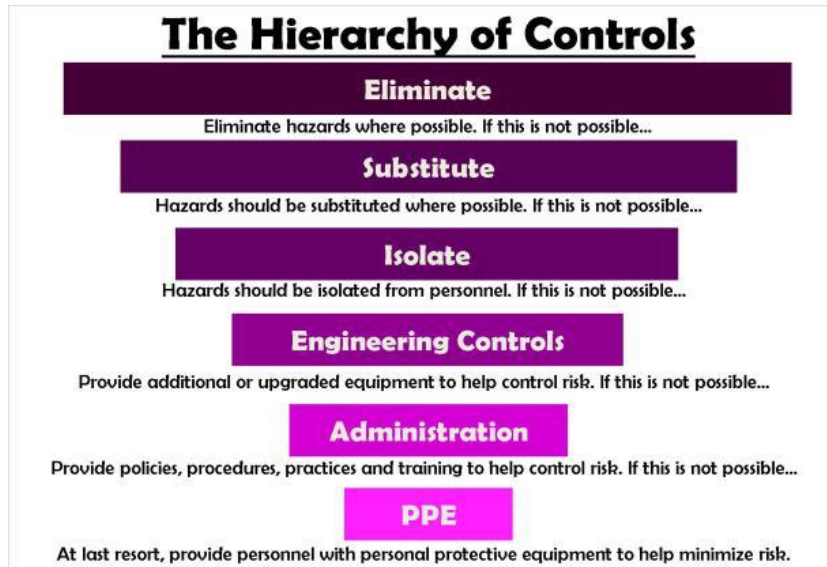 The Hierarchy of Controls
Eliminate
Eliminate hazards where possible. If this is not possible...
Substitute
Hazards should be substituted where possible. If this is not possible...
Isolate
Hazards should be isolated from personnel. If this is not possible...
Engineering Controls
Provide additional or upgraded equipment to help control risk. If this is not possible...
Administration
Provide policies, procedures, practices and training to help control risk. If this is not possible...
PPE
At last resort, provide personnel with personal protective equipment to help minimize risk.